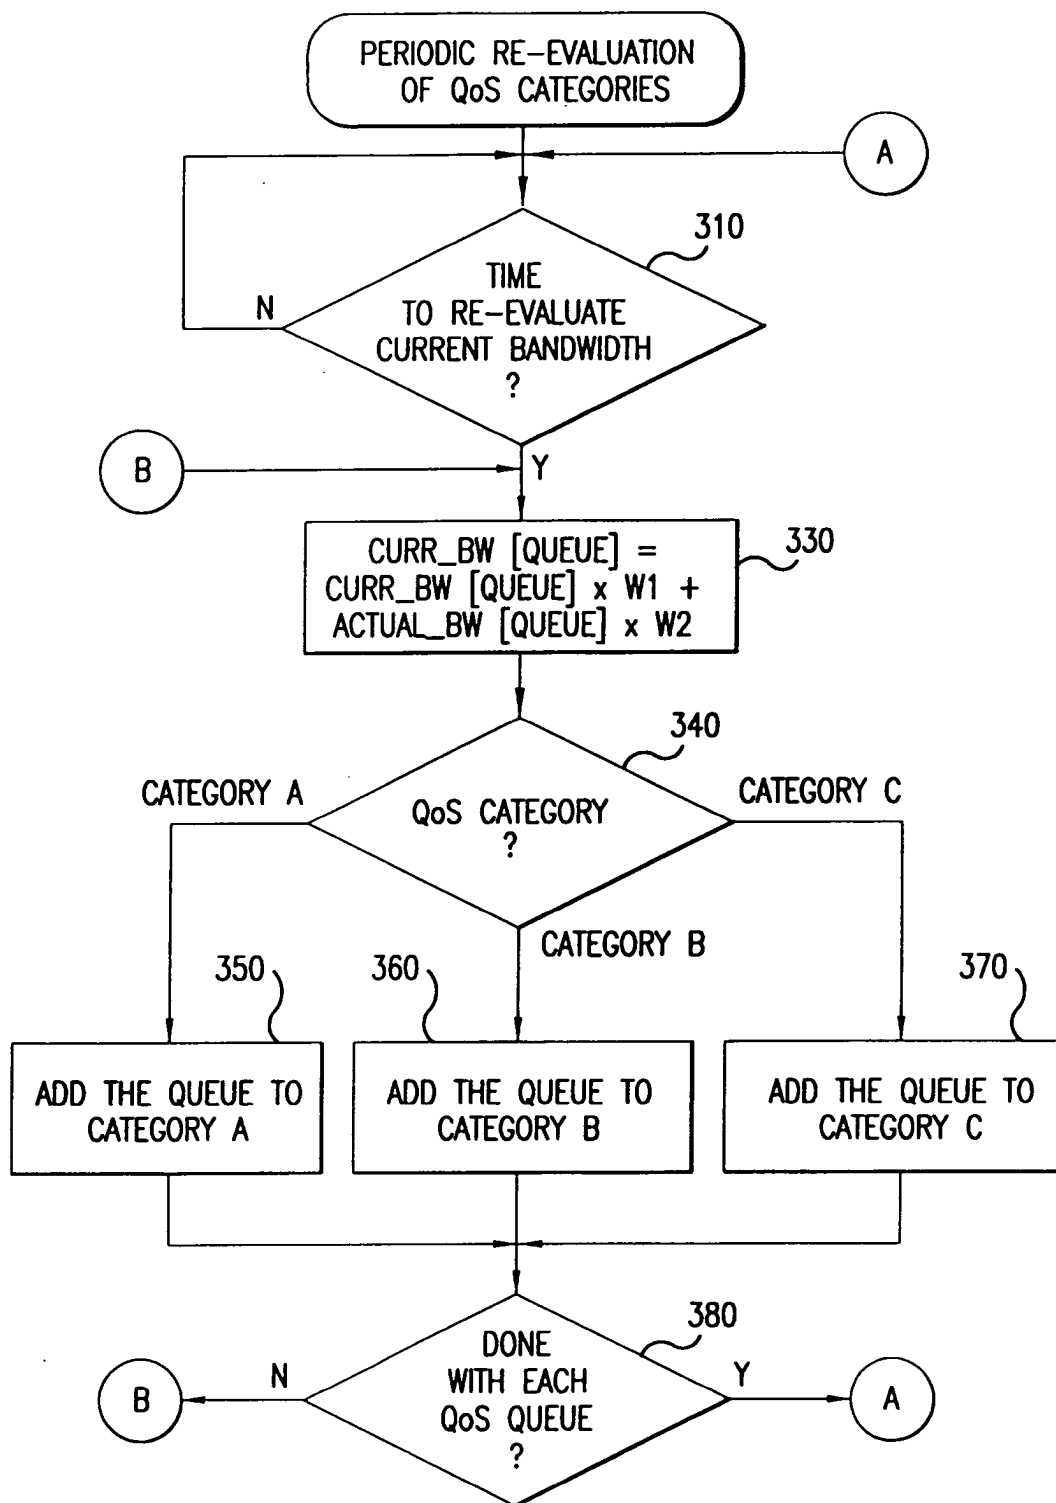 PERIODIC RE-EVALUATION
OF QoS CATEGORIES
A
310
TIME
TO RE-EVALUATE
CURRENT BANDWIDTH
?
N
B
Y
CURR_BW [QUEUE] =
CURR_BW [QUEUE] x W1 +
ACTUAL_BW [QUEUE] x W2
330
340
CATEGORY A
QoS CATEGORY
?
CATEGORY C
CATEGORY B
350
360
370
ADD THE QUEUE TO
CATEGORY A
ADD THE QUEUE TO
CATEGORY B
ADD THE QUEUE TO
CATEGORY C
380
DONE
WITH EACH
QoS QUEUE
?
B
N
Y
A